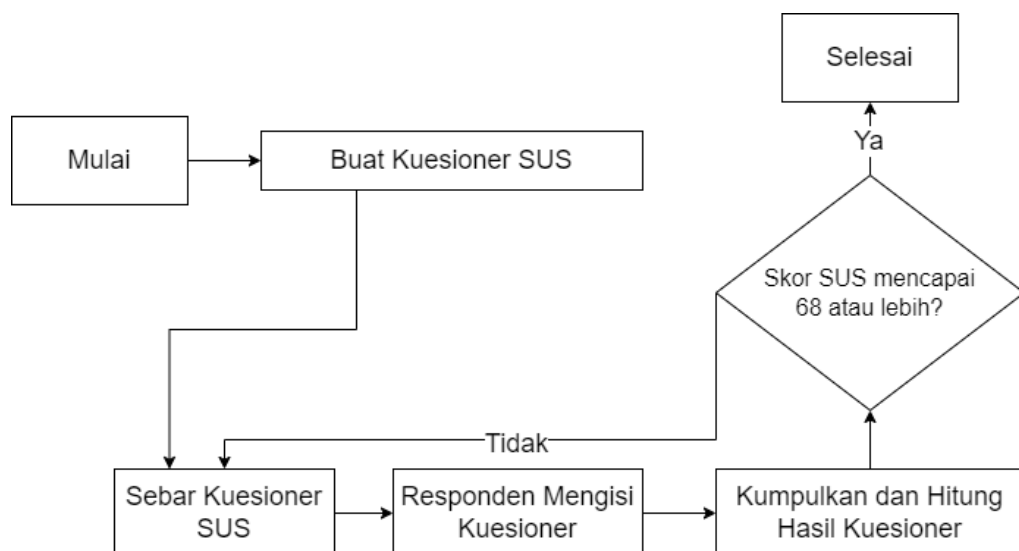 Mulai
Buat Kuesioner SUS
Sebar Kuesioner
SUS
Responden Mengisi
Kuesioner
Kumpulkan dan Hitung
Hasil Kuesioner
Skor SUS mencapai
68 atau lebih?
Tidak
Ya
Selesai